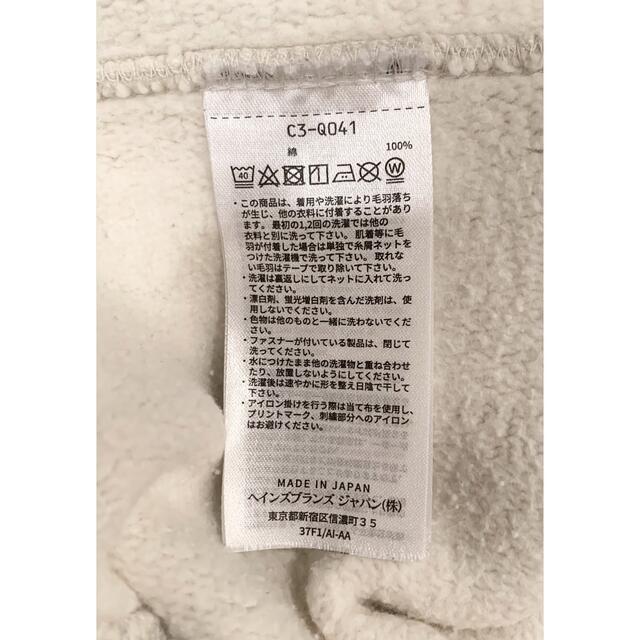 C3-Q041
綿 100%
40 W
・この商品は、着用や洗濯により毛羽落ち
が生じ、他の衣料に付着することがあり
ます。最初の1,2回の洗濯では他の
衣料と別に洗って下さい。肌着等に毛
羽が付着した場合は単独で糸屑ネットを
つけた洗濯機で洗って下さい。取れな
い毛羽はテープで取り除いて下さい。
・洗濯は裏返しにしてネットに入れて洗っ
てください。
・漂白剤、蛍光増白剤を含んだ洗剤は、使
用しないでください。
・色物は他のものと一緒に洗わないでくだ
さい。
・ファスナーが付いている製品は、閉じて
洗ってください。
・水につけたまま他の洗濯物と重ね合わせ
たり、放置しないようにしてください。
・洗濯後は速やかに形を整え日陰で干して
下さい。
・アイロン掛けを行う際は当て布を使用し、
プリントマーク、刺繍部分へのアイロン
はお避けください。
MADE IN JAPAN
ヘインズブランズ ジャパン(株)
東京都新宿区信濃町35
37F1/AI-AA